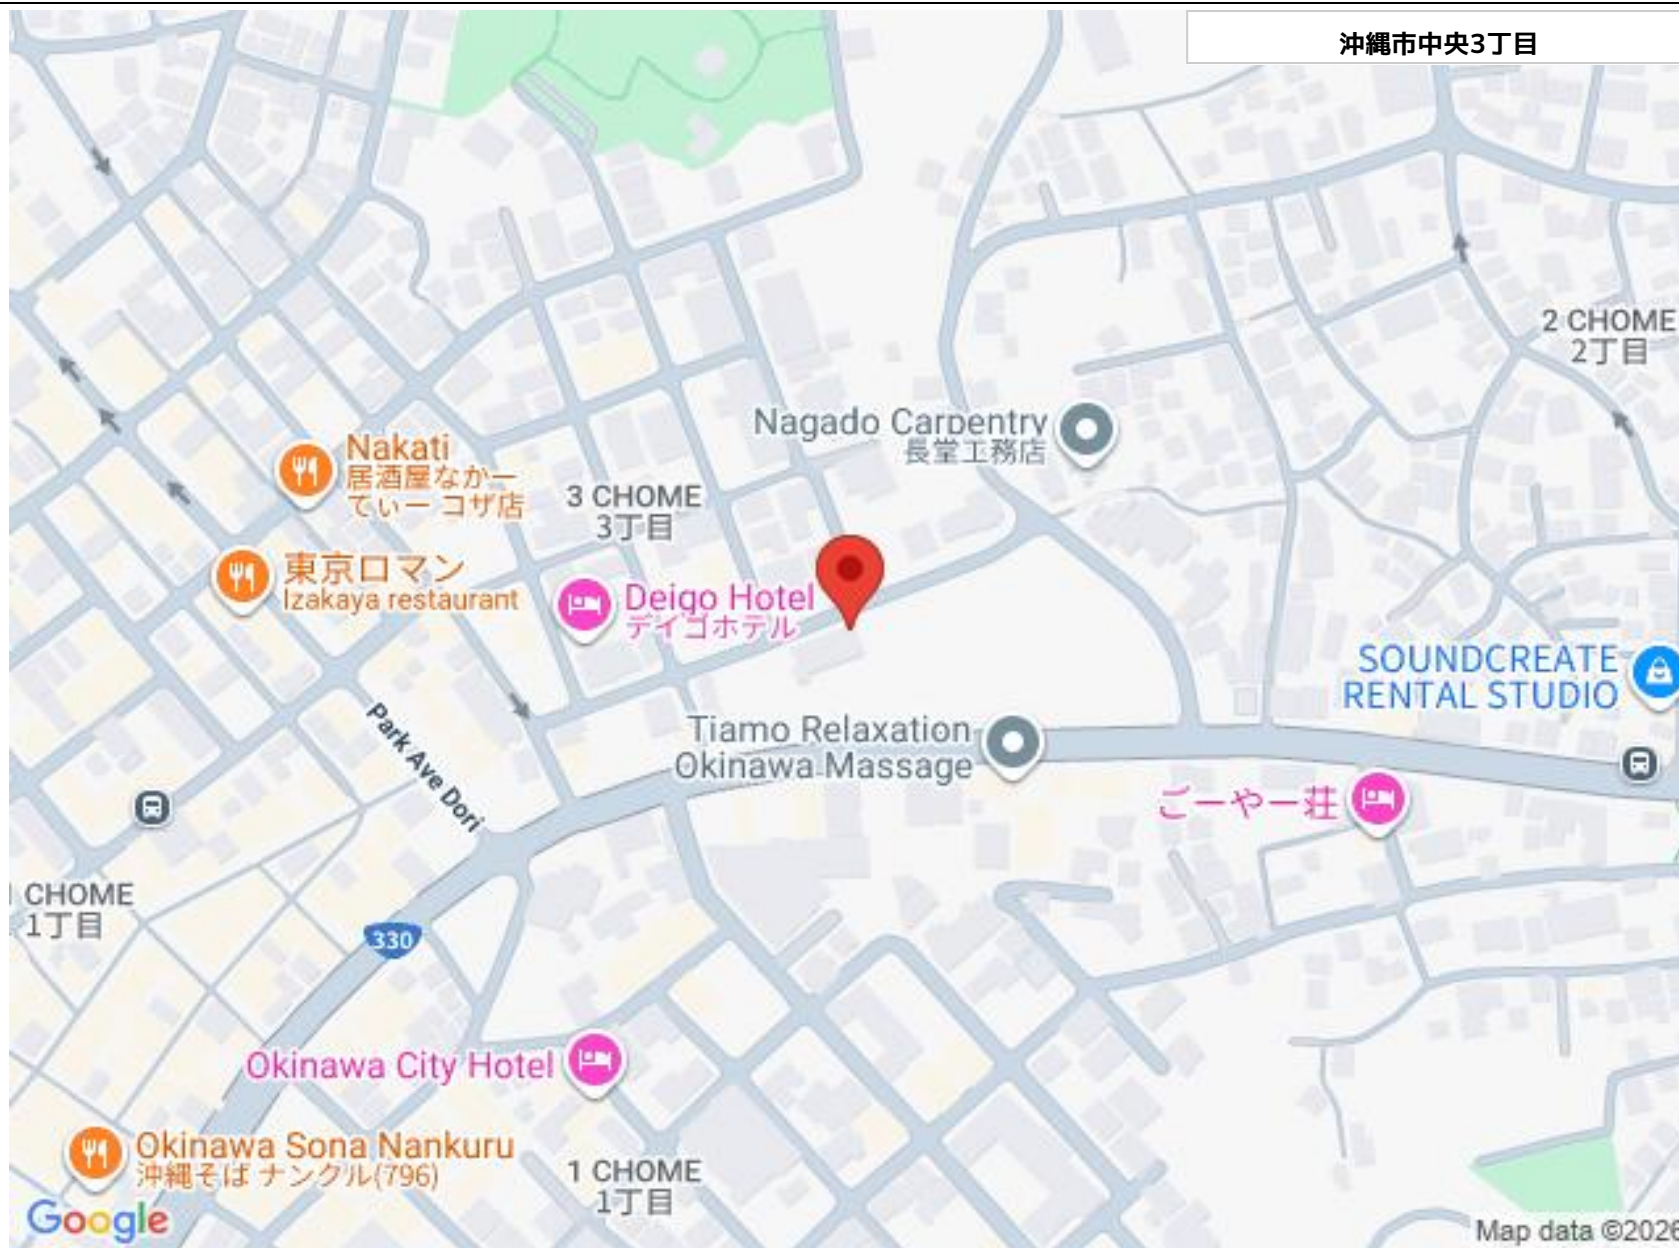 沖縄市中央3丁目
2 CHOME
2丁目
Nagado Carpentry
長堂工務店
Nakati
居酒屋なかー
てぃー コザ店
3 CHOME
3丁目
東京ロマン
Izakaya restaurant
Deigo Hotel
デイゴホテル
SOUNDCREATE
RENTAL STUDIO
Park Ave Dori
Tiamo Relaxation
Okinawa Massage
ごーやー荘
CHOME
1丁目
330
Okinawa City Hotel
Okinawa Sona Nankuru
沖縄そば ナンクル(796)
1 CHOME
1丁目
Google
Map data ©2026